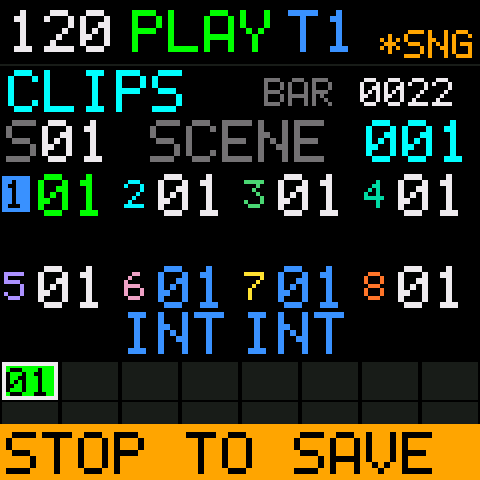 120 PLAY T1 *SNG
CLIPS BAR 0022
S01 SCENE 001
1 01 2 01 3 01 4 01
5 01 6 01 7 01 8 01
INT INT
01
STOP TO SAVE